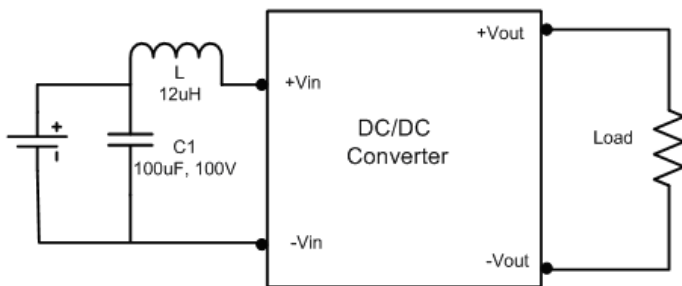 +Vout
L
12uH
+Vin
+
-
C1
100uF, 100V
DC/DC
Converter
Load
-Vin
-Vout